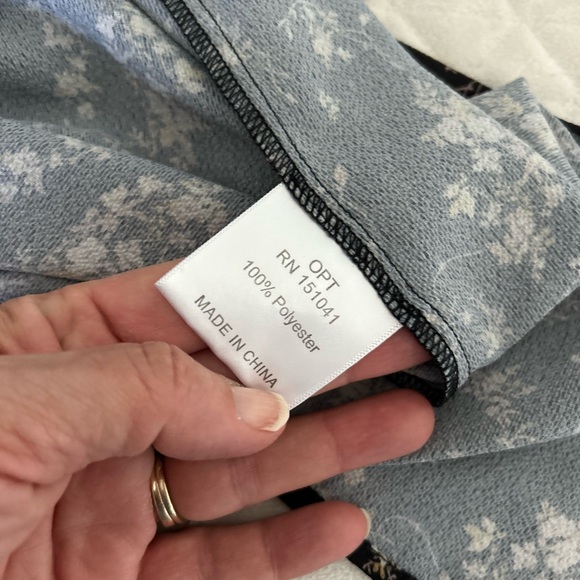 OPT
RN 151041
100% Polyester
MADE IN CHINA